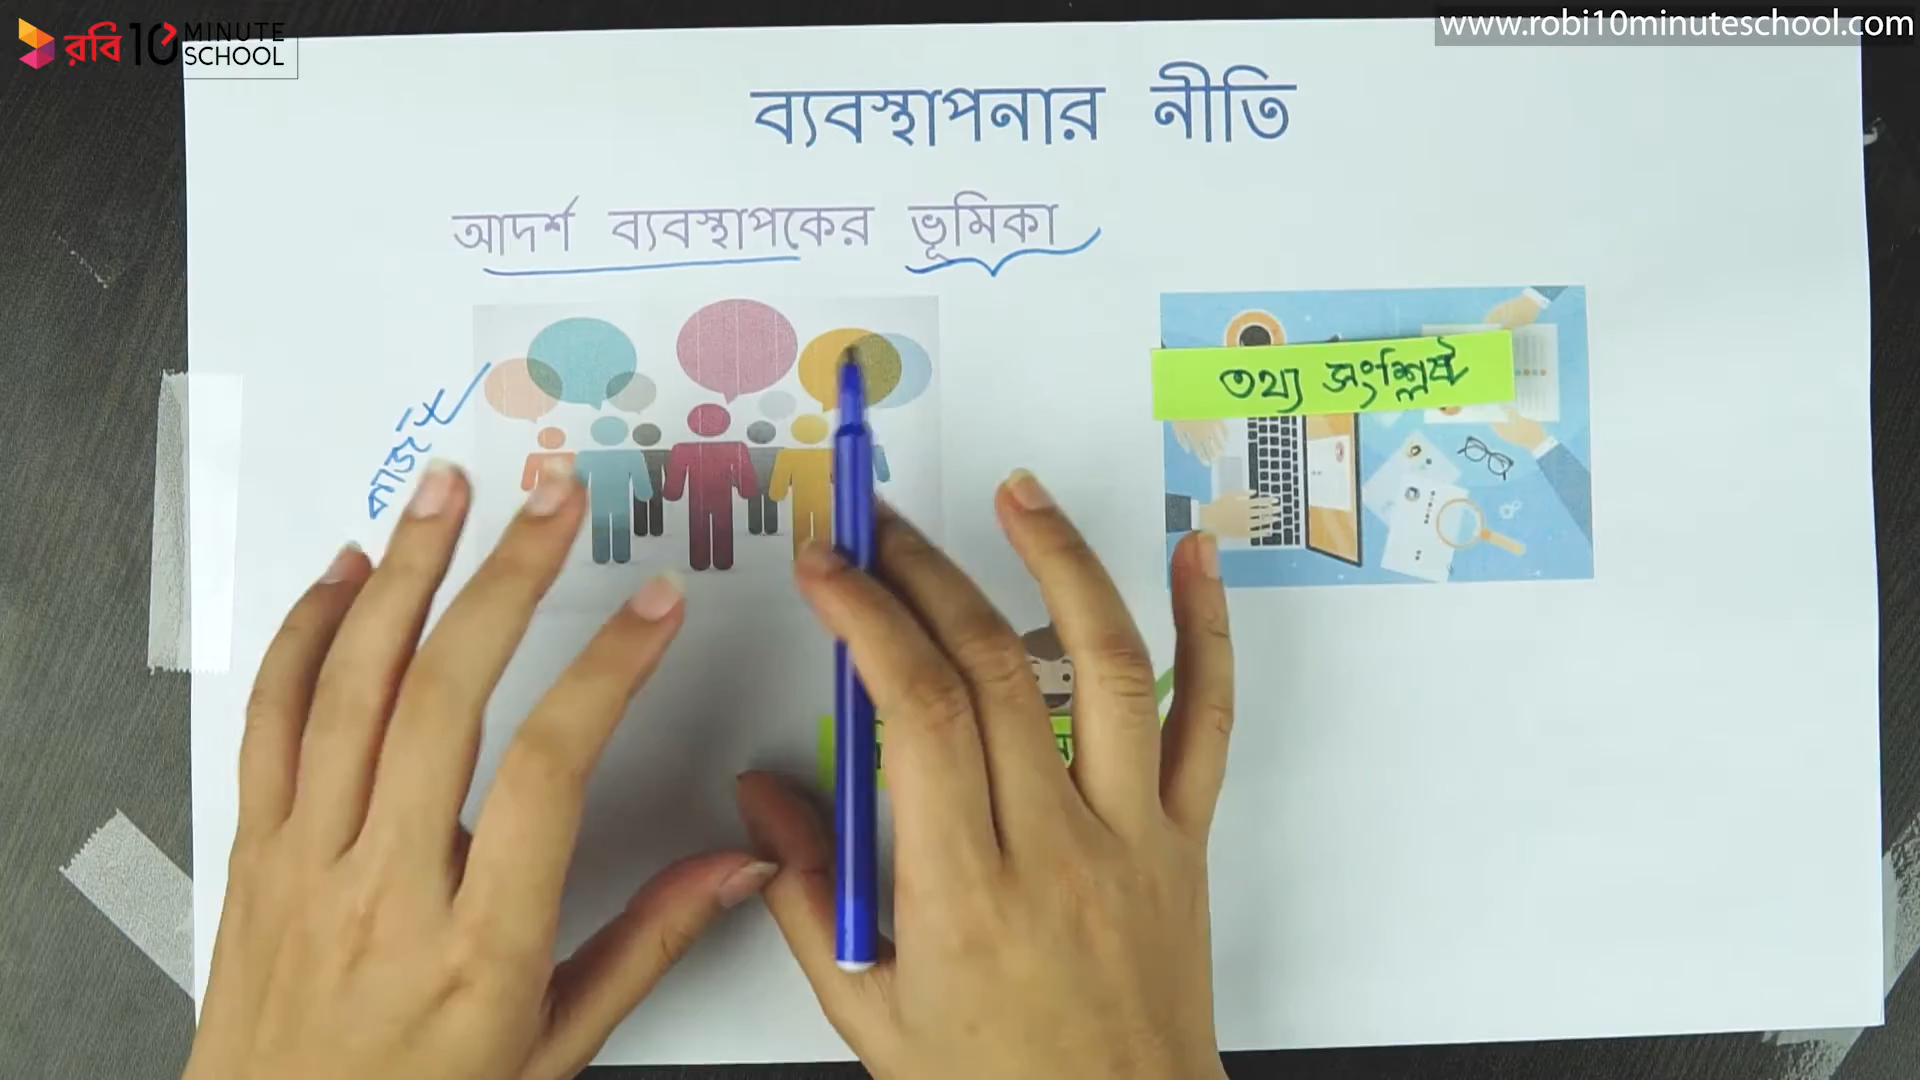 রবি 10 MINUTE SCHOOL
www.robi10minuteschool.com
ব্যবস্থাপনার নীতি
আদর্শ ব্যবস্থাপকের ভূমিকা
তথ্য সংশ্লিষ্ট